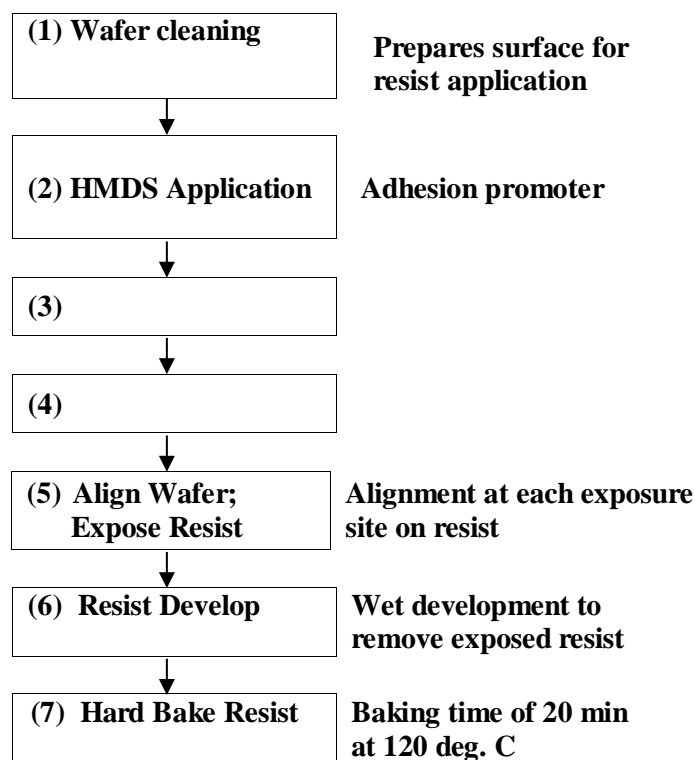 (1) Wafer cleaning
Prepares surface for
resist application
(2) HMDS Application
Adhesion promoter
(3)
(4)
(5) Align Wafer;
Expose Resist
Alignment at each exposure
site on resist
(6) Resist Develop
Wet development to
remove exposed resist
(7) Hard Bake Resist
Baking time of 20 min
at 120 deg. C